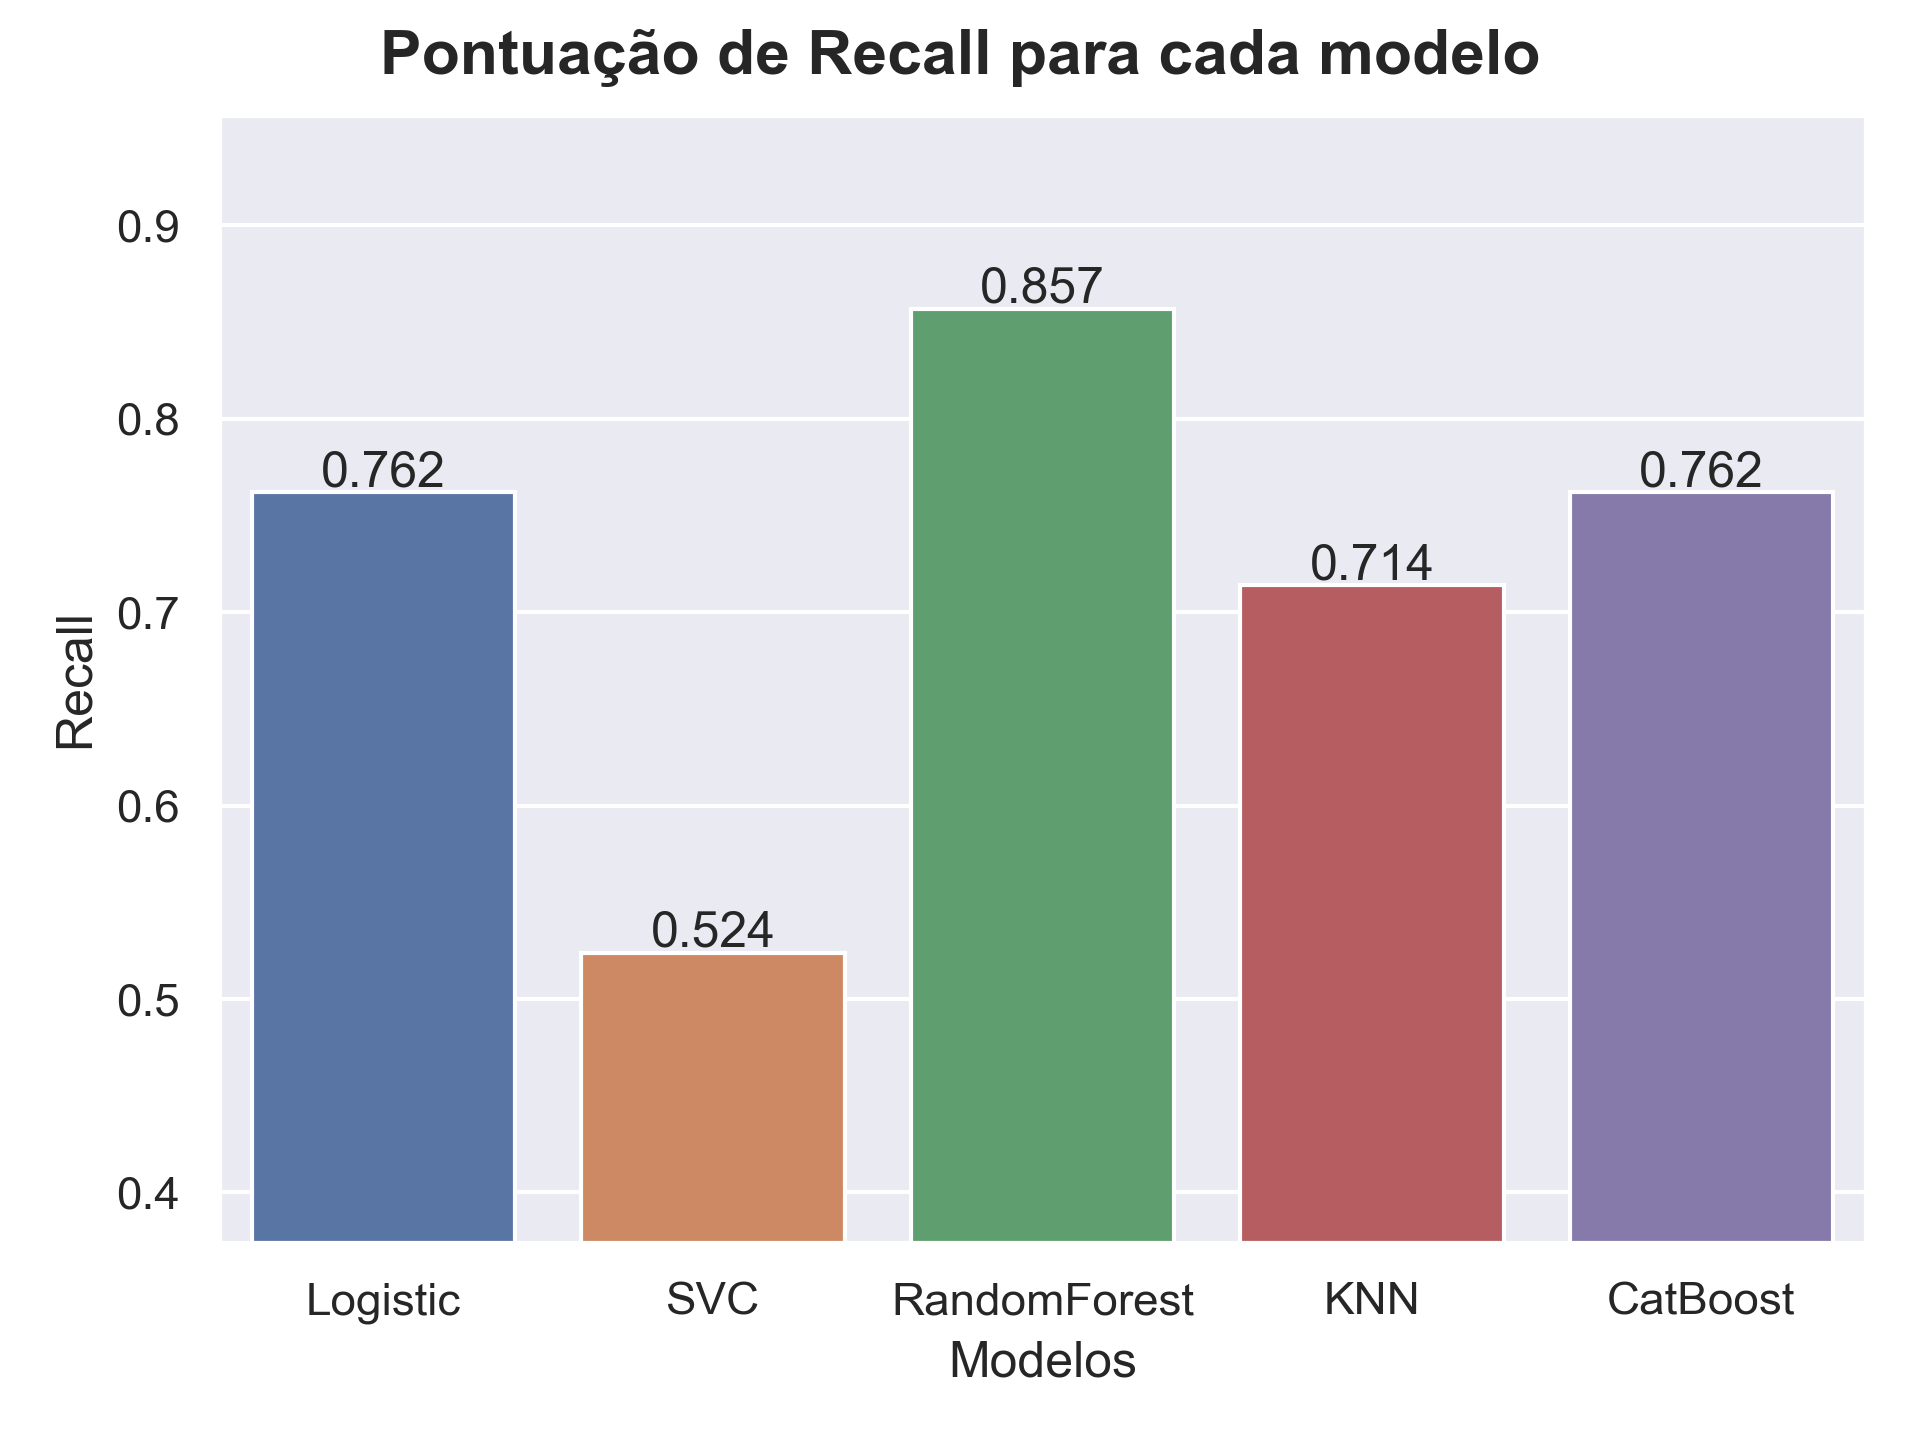 Pontuação de Recall para cada modelo
0.9
0.8
0.7
0.6
0.5
0.4
Recall
0.762
0.524
0.857
0.714
0.762
Logistic
SVC
RandomForest
KNN
CatBoost
Modelos